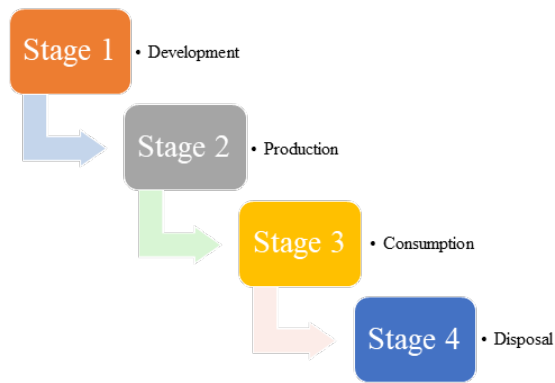 Stage 1
• Development
Stage 2
• Production
Stage 3
• Consumption
Stage 4
• Disposal